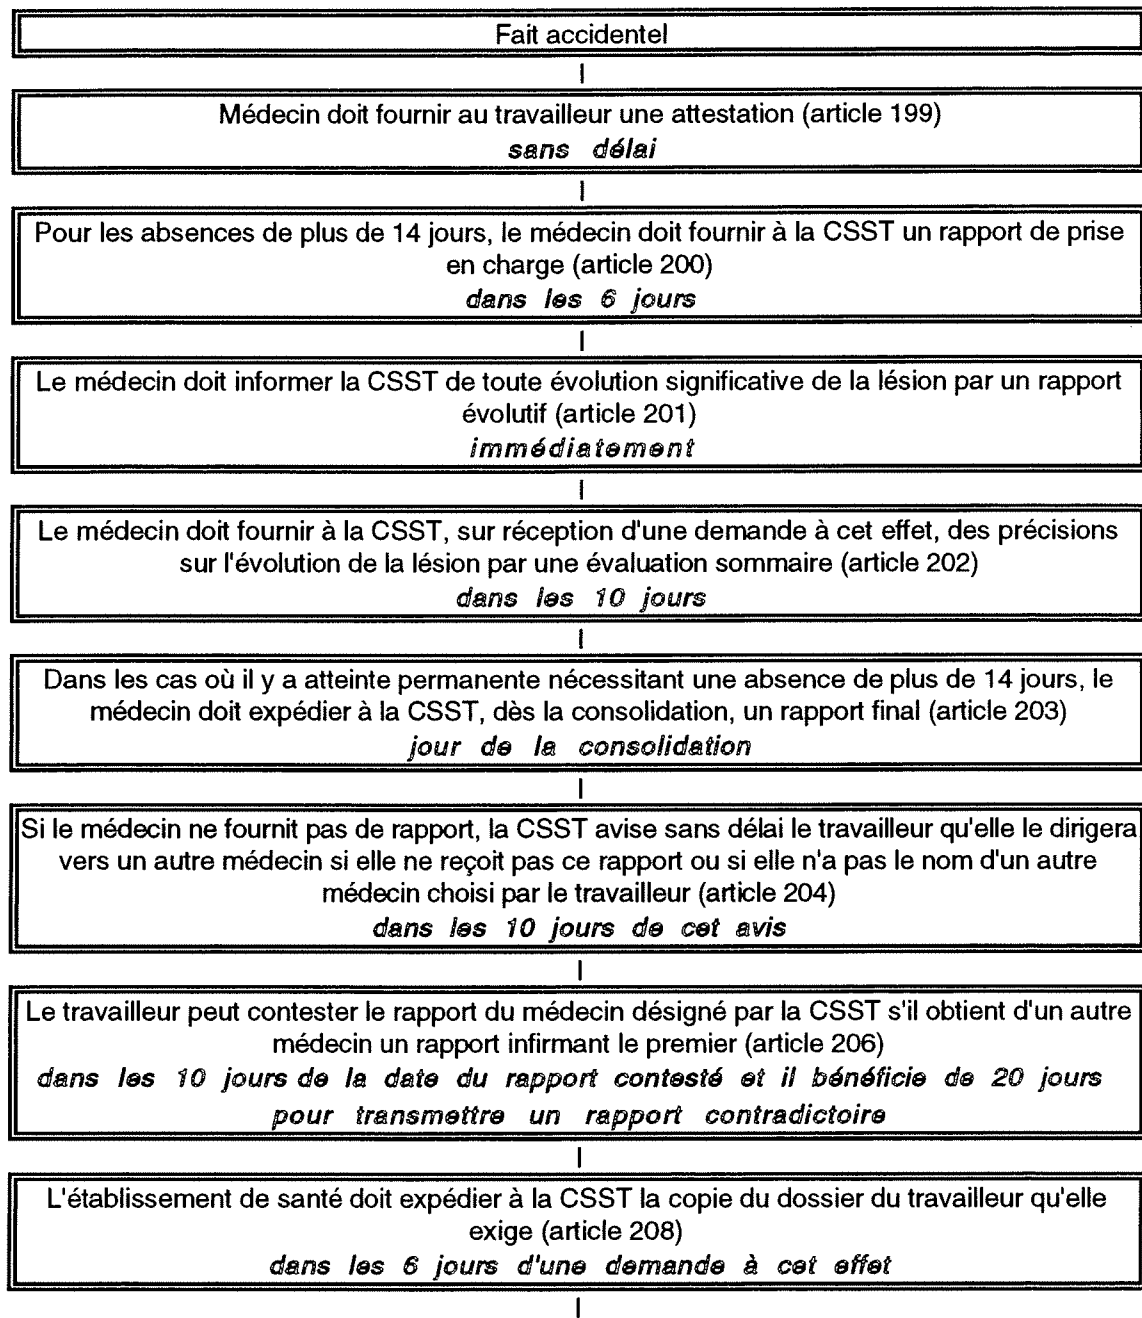 Fait accidentel
Médecin doit fournir au travailleur une attestation (article 199)
sans délai
Pour les absences de plus de 14 jours, le médecin doit fournir à la CSST un rapport de prise
en charge (article 200)
dans les 6 jours
Le médecin doit informer la CSST de toute évolution significative de la lésion par un rapport
évolutif (article 201)
immédiatement
Le médecin doit fournir à la CSST, sur réception d'une demande à cet effet, des précisions
sur l'évolution de la lésion par une évaluation sommaire (article 202)
dans les 10 jours
Dans les cas où il y a atteinte permanente nécessitant une absence de plus de 14 jours, le
médecin doit expédier à la CSST, dès la consolidation, un rapport final (article 203)
jour de la consolidation
Si le médecin ne fournit pas de rapport, la CSST avise sans délai le travailleur qu'elle le dirigera
vers un autre médecin si elle ne reçoit pas ce rapport ou si elle n'a pas le nom d'un autre
médecin choisi par le travailleur (article 204)
dans les 10 jours de cet avis
Le travailleur peut contester le rapport du médecin désigné par la CSST s'il obtient d'un autre
médecin un rapport infirmant le premier (article 206)
dans les 10 jours de la date du rapport contesté et il bénéficie de 20 jours
pour transmettre un rapport contradictoire
L'établissement de santé doit expédier à la CSST la copie du dossier du travailleur qu'elle
exige (article 208)
dans les 6 jours d'une demande à cet effet